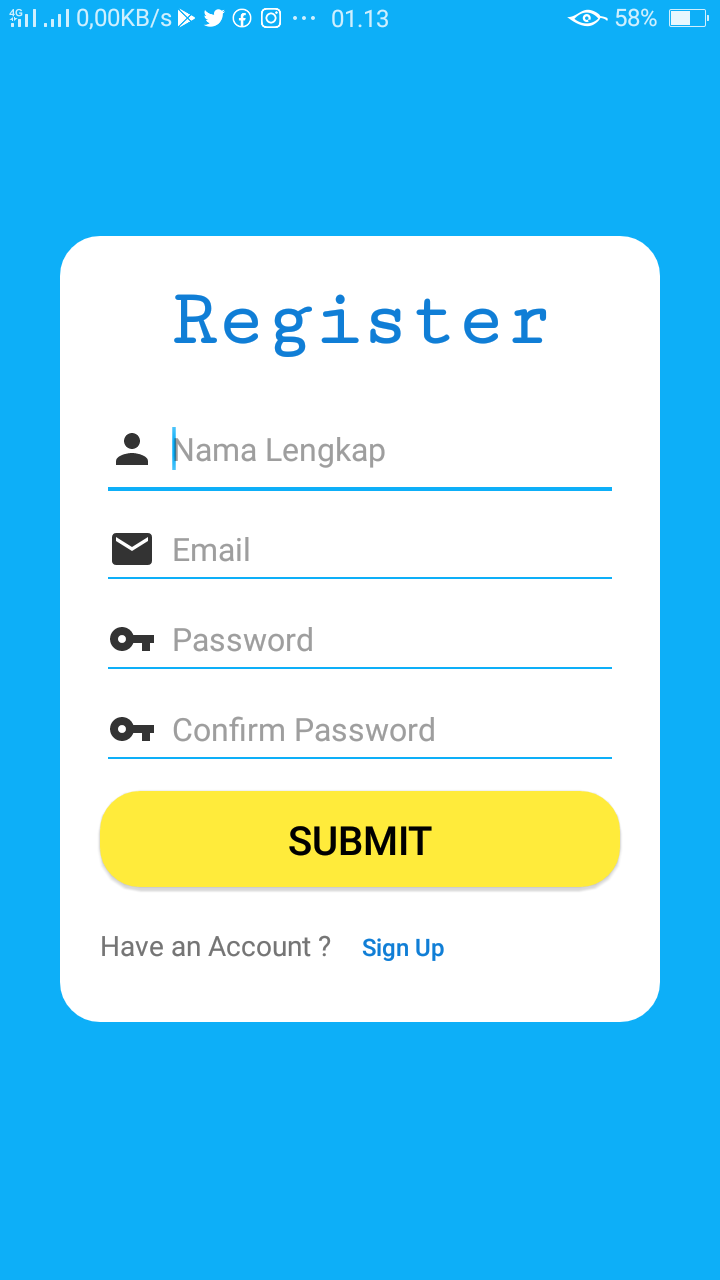 4G 0,00KB/s ··· 01.13 58%
Register
Nama Lengkap
Email
Password
Confirm Password
SUBMIT
Have an Account ? Sign Up